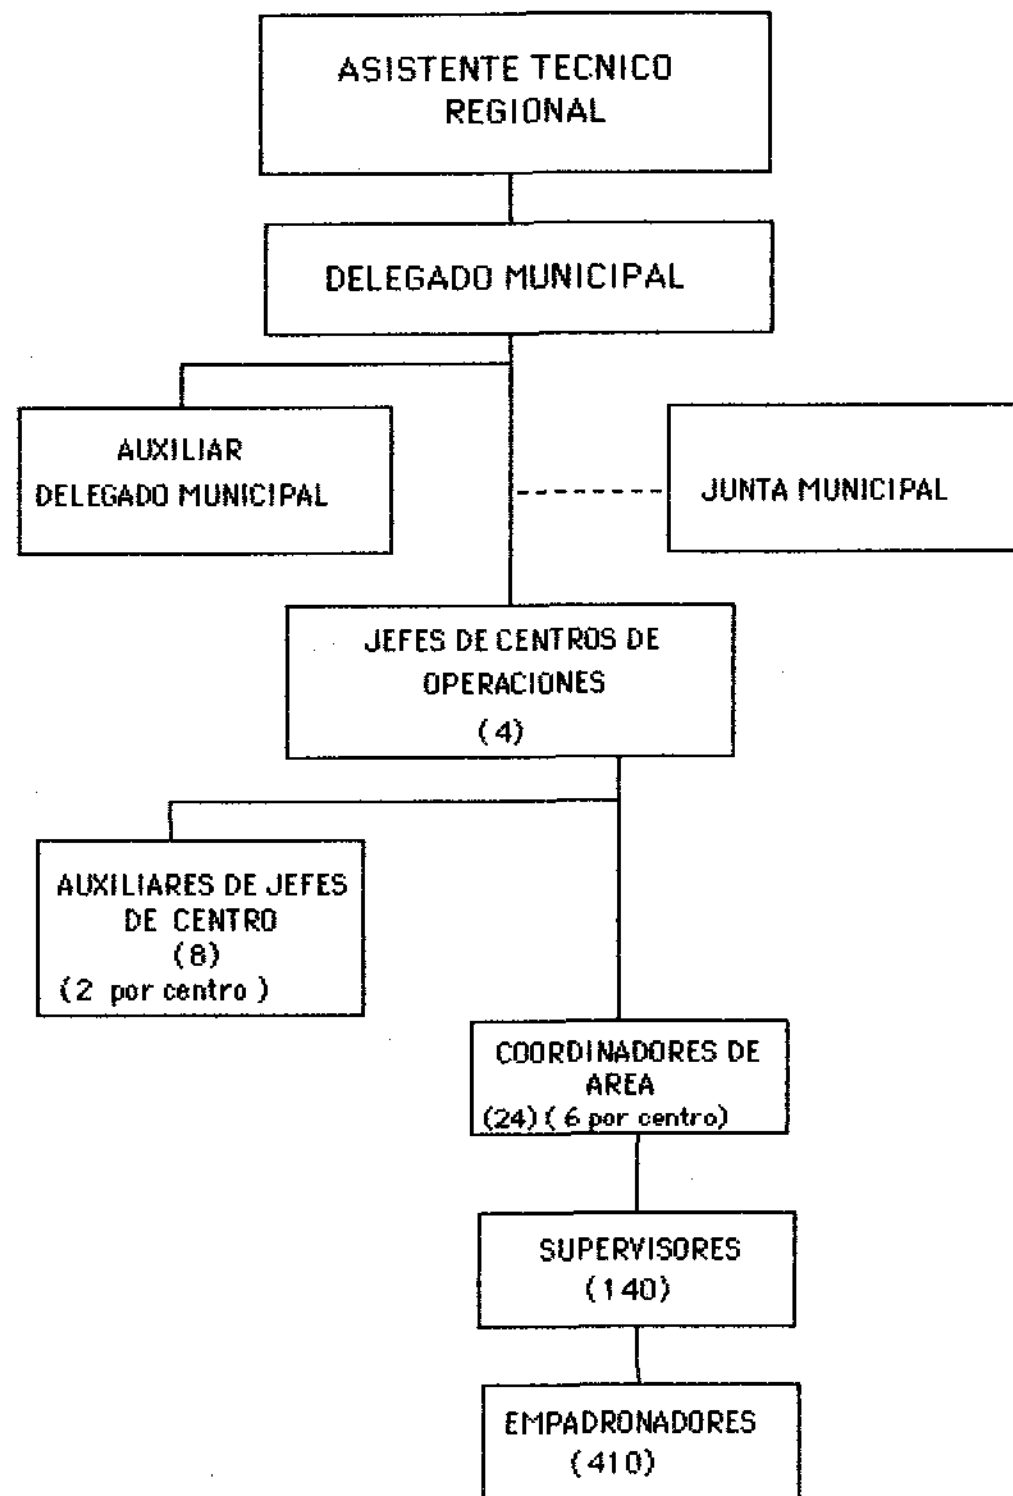 ASISTENTE TECNICO
REGIONAL
DELEGADO MUNICIPAL
AUXILIAR
DELEGADO MUNICIPAL
JUNTA MUNICIPAL
JEFES DE CENTROS DE
OPERACIONES
(4)
AUXILIARES DE JEFES
DE CENTRO
(8)
(2 por centro )
COORDINADORES DE
AREA
(24) ( 6 por centro)
SUPERVISORES
(140)
EMPADRONADORES
(410)